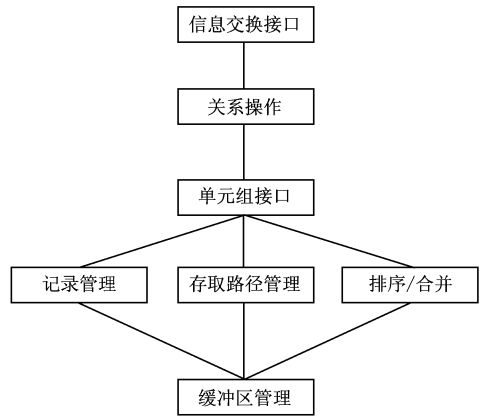 信息交换接口
关系操作
单元组接口
记录管理
存取路径管理
排序/合并
缓冲区管理